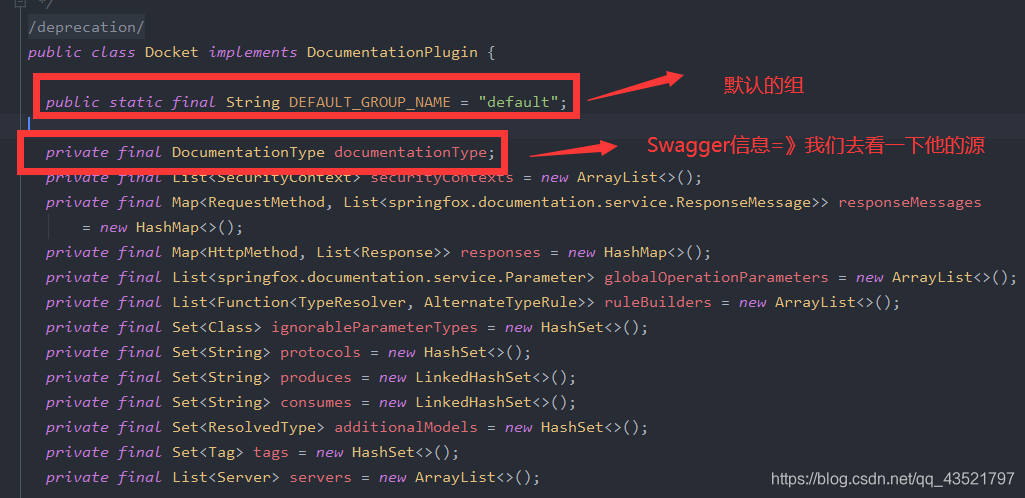 */
/deprecation/
public class Docket implements DocumentationPlugin {
public static final String DEFAULT_GROUP_NAME = "default";
默认的组
private final DocumentationType documentationType;
Swagger信息=》我们去看一下他的源
private final List<SecurityContext> securityContexts = new ArrayList<>();
private final Map<RequestMethod, List<springfox.documentation.service.ResponseMessage>> responseMessages
= new HashMap<>();
private final Map<HttpMethod, List<Response>> responses = new HashMap<>();
private final List<springfox.documentation.service.Parameter> globalOperationParameters = new ArrayList<>();
private final List<Function<TypeResolver, AlternateTypeRule>> ruleBuilders = new ArrayList<>();
private final Set<Class> ignorableParameterTypes = new HashSet<>();
private final Set<String> protocols = new HashSet<>();
private final Set<String> produces = new LinkedHashSet<>();
private final Set<String> consumes = new LinkedHashSet<>();
private final Set<ResolvedType> additionalModels = new HashSet<>();
private final Set<Tag> tags = new HashSet<>();
private final List<Server> servers = new ArrayList<>();
https://blog.csdn.net/qq_43521797